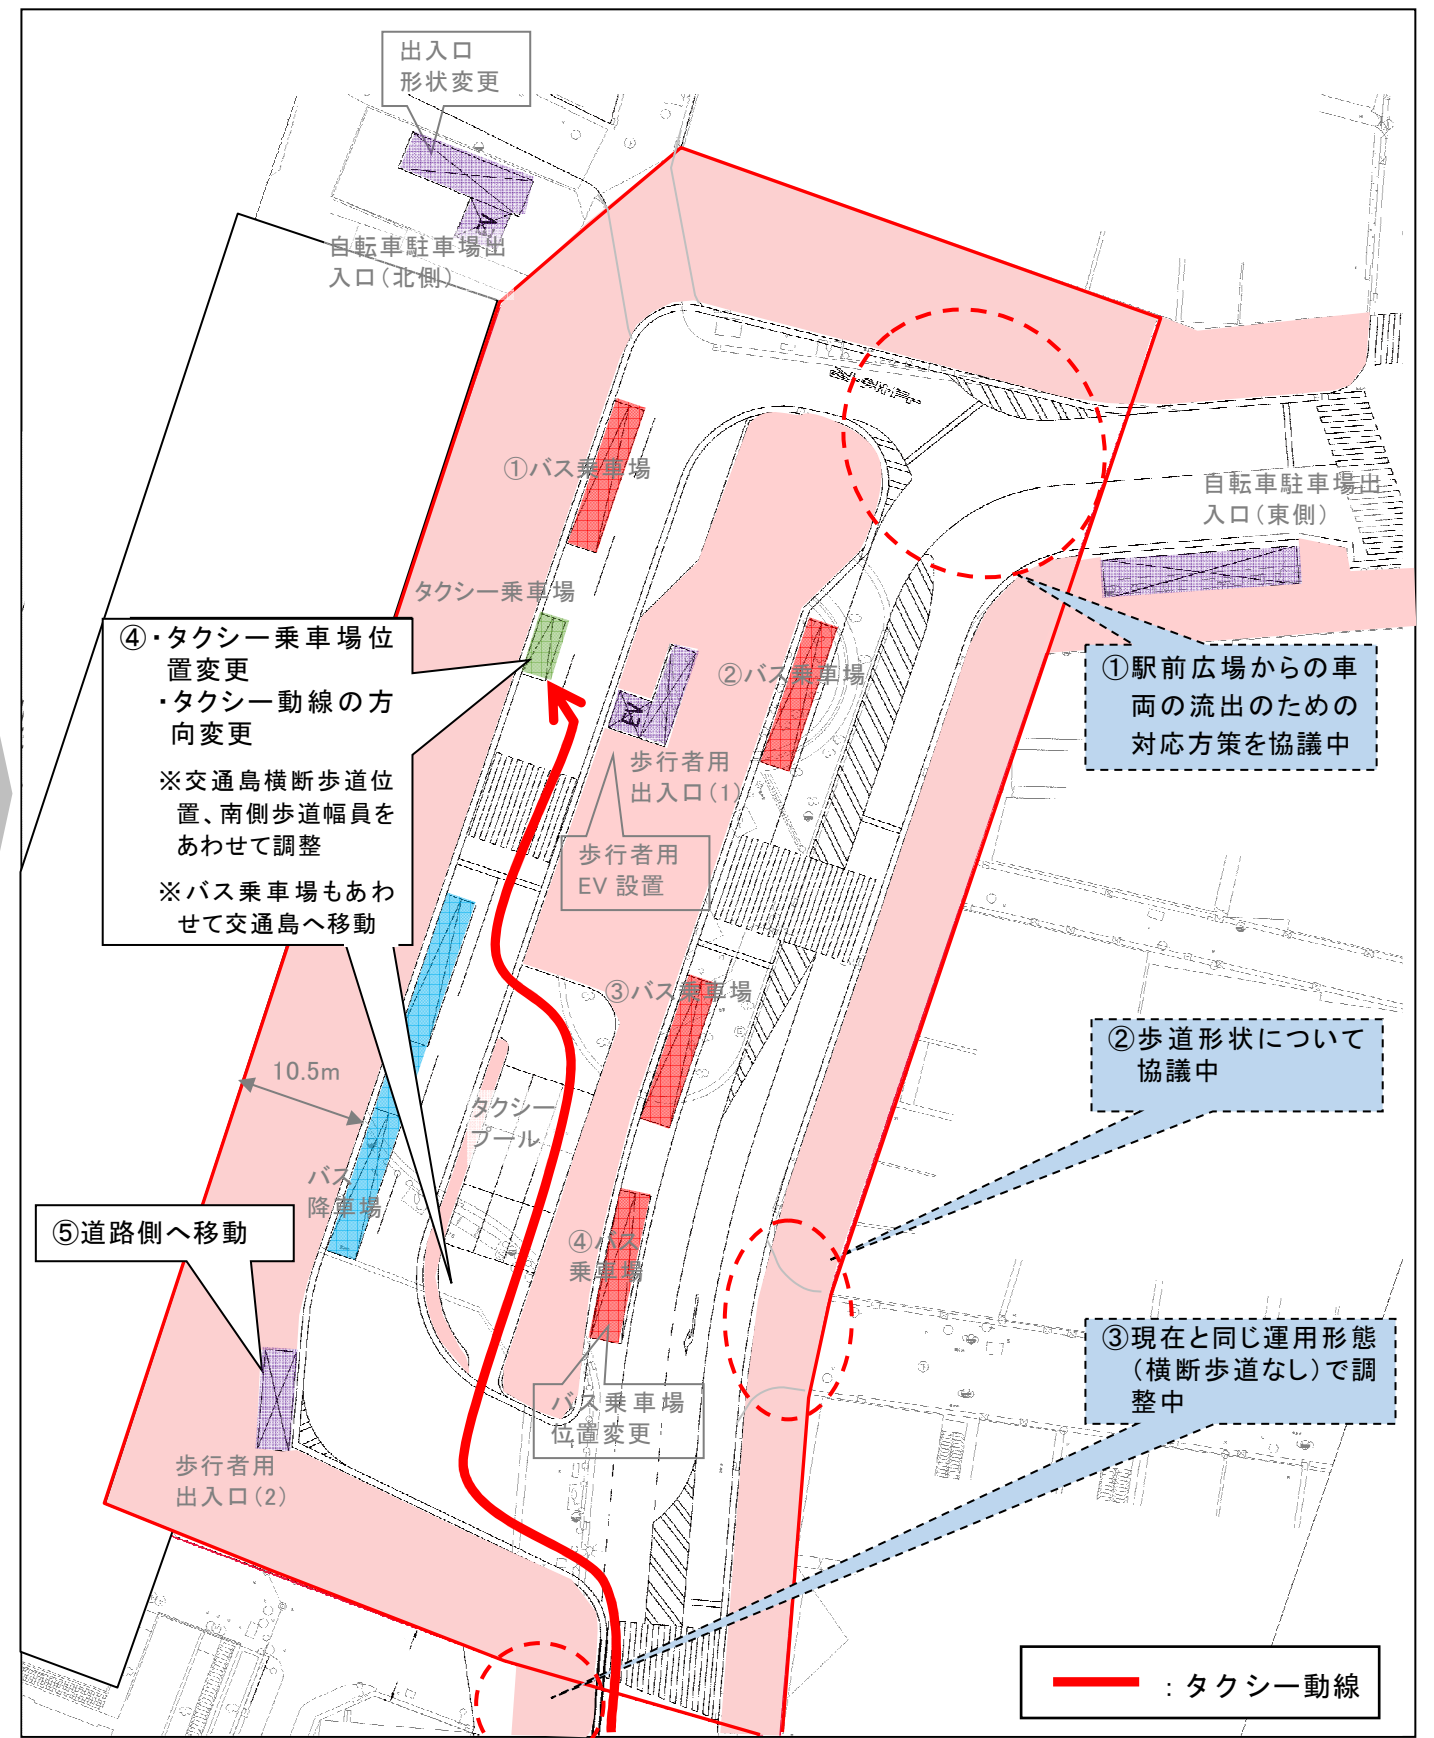 出入口
形状変更
EV
自転車駐車場出
入口(北側)
①バス乗車場
自転車駐車場出
入口(東側)
タクシー乗車場
④・タクシー乗車場位
置変更
・タクシー動線の方
向変更
※交通島横断歩道位
置、南側歩道幅員を
あわせて調整
※バス乗車場もあわ
せて交通島へ移動
②バス乗車場
①駅前広場からの車
両の流出のための
対応方策を協議中
EV
歩行者用
出入口(1)
歩行者用
EV設置
③バス乗車場
②歩道形状について
協議中
10.5m
タクシー
プール
バス
降車場
⑤道路側へ移動
④バス
乗車場
③現在と同じ運用形態
(横断歩道なし)で調
整中
バス乗車場
位置変更
歩行者用
出入口(2)
：タクシー動線